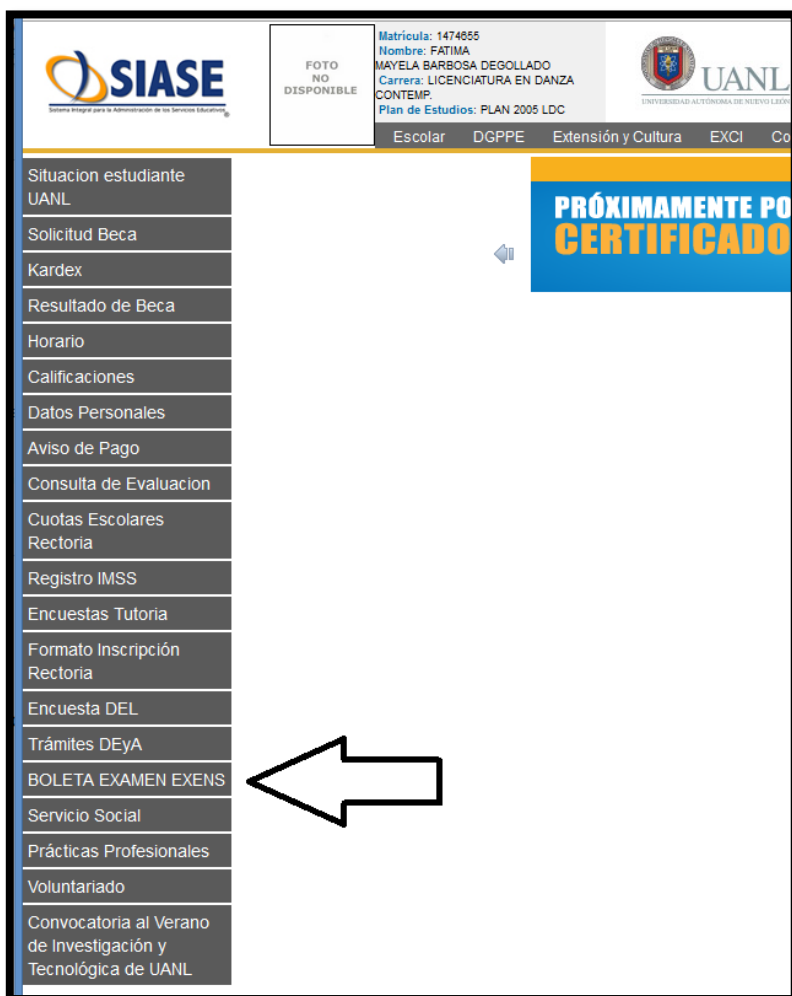 SIASE
Sistema Integral para la Administración de los Servicios Educativos
FOTO
NO
DISPONIBLE
Matrícula: 1474655
Nombre: FATIMA
MAYELA BARBOSA DEGOLLADO
Carrera: LICENCIATURA EN DANZA
CONTEMP.
Plan de Estudios: PLAN 2005 LDC
UANL
UNIVERSIDAD AUTÓNOMA DE NUEVO LEÓN
Escolar DGPPE Extensión y Cultura EXCI Co
Situacion estudiante
UANL
Solicitud Beca
Kardex
Resultado de Beca
Horario
Calificaciones
Datos Personales
Aviso de Pago
Consulta de Evaluacion
Cuotas Escolares
Rectoria
Registro IMSS
Encuestas Tutoria
Formato Inscripción
Rectoria
Encuesta DEL
Trámites DEyA
BOLETA EXAMEN EXENS
Servicio Social
Prácticas Profesionales
Voluntariado
Convocatoria al Verano
de Investigación y
Tecnológica de UANL
PRÓXIMAMENTE PO
CERTIFICADO